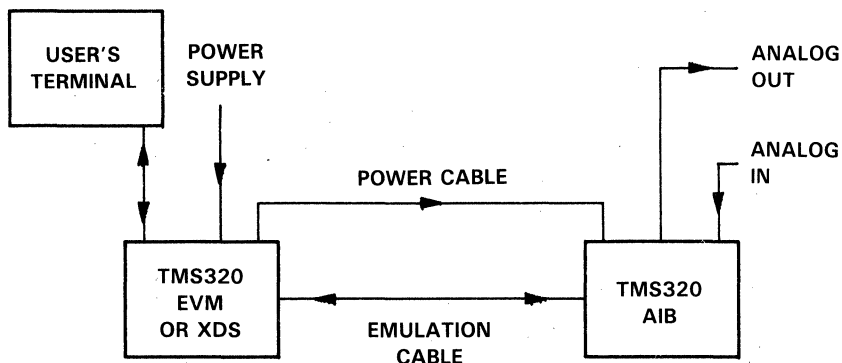 USER'S
TERMINAL
POWER
SUPPLY
ANALOG
OUT
ANALOG
IN
POWER CABLE
TMS320
EVM
OR XDS
EMULATION
CABLE
TMS320
AIB